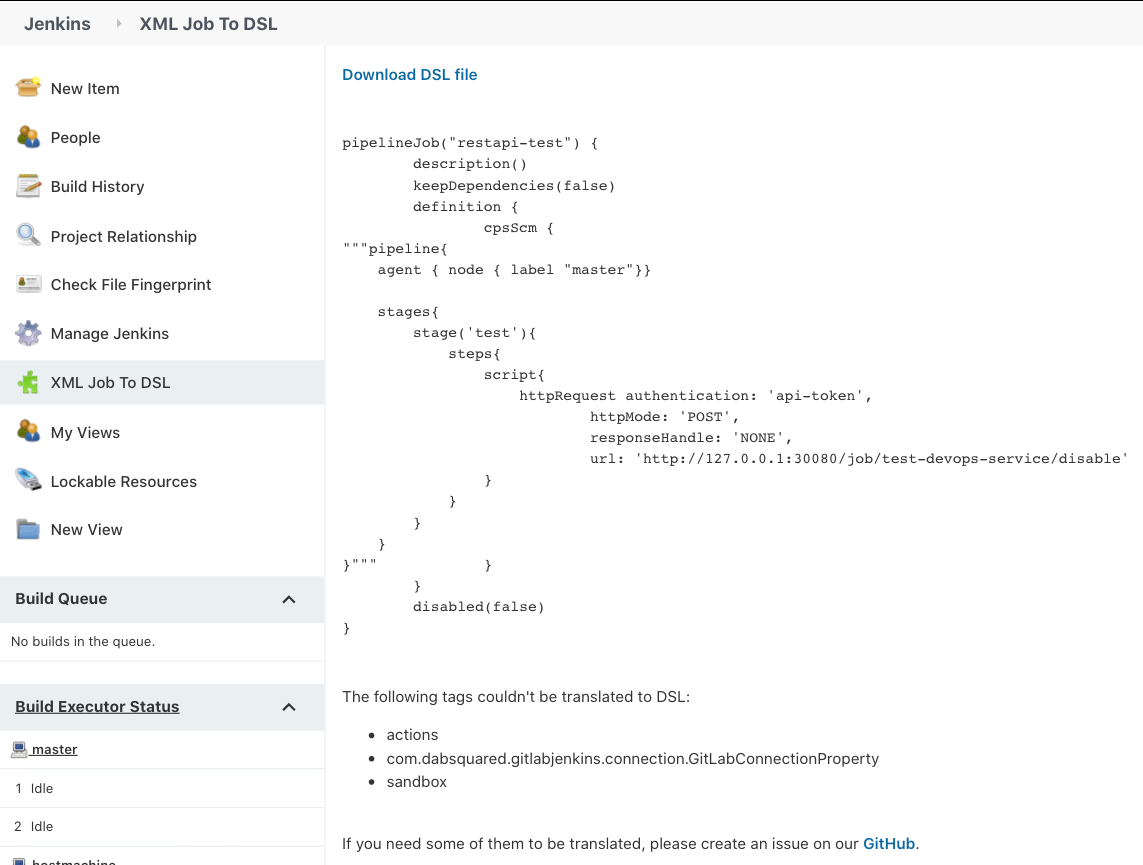 Jenkins XML Job To DSL
New Item
People
Build History
Project Relationship
Check File Fingerprint
Manage Jenkins
XML Job To DSL
My Views
Lockable Resources
New View
Build Queue
No builds in the queue.
Build Executor Status
master
1 Idle
2 Idle
hostmachine
Download DSL file
pipelineJob("restapi-test") {
        description()
        keepDependencies(false)
        definition {
                cpsScm {
"""pipeline{
    agent { node { label "master"}}
    stages{
        stage('test'){
            steps{
                script{
                    httpRequest authentication: 'api-token',
                            httpMode: 'POST',
                            responseHandle: 'NONE',
                            url: 'http://127.0.0.1:30080/job/test-devops-service/disable'
                }
            }
        }
    }
}"""            }
        }
        disabled(false)
}
The following tags couldn't be translated to DSL:
• actions
• com.dabsquared.gitlabjenkins.connection.GitLabConnectionProperty
• sandbox
If you need some of them to be translated, please create an issue on our GitHub.